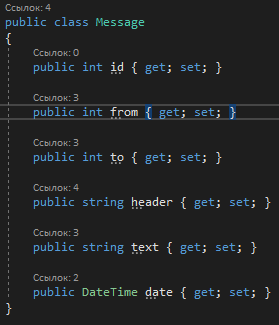 Ссылок: 4
public class Message
{
Ссылок: 0
public int id { get; set; }
Ссылок: 3
public int from { get; set; }
Ссылок: 3
public int to { get; set; }
Ссылок: 4
public string header { get; set; }
Ссылок: 3
public string text { get; set; }
Ссылок: 2
public DateTime date { get; set; }
}